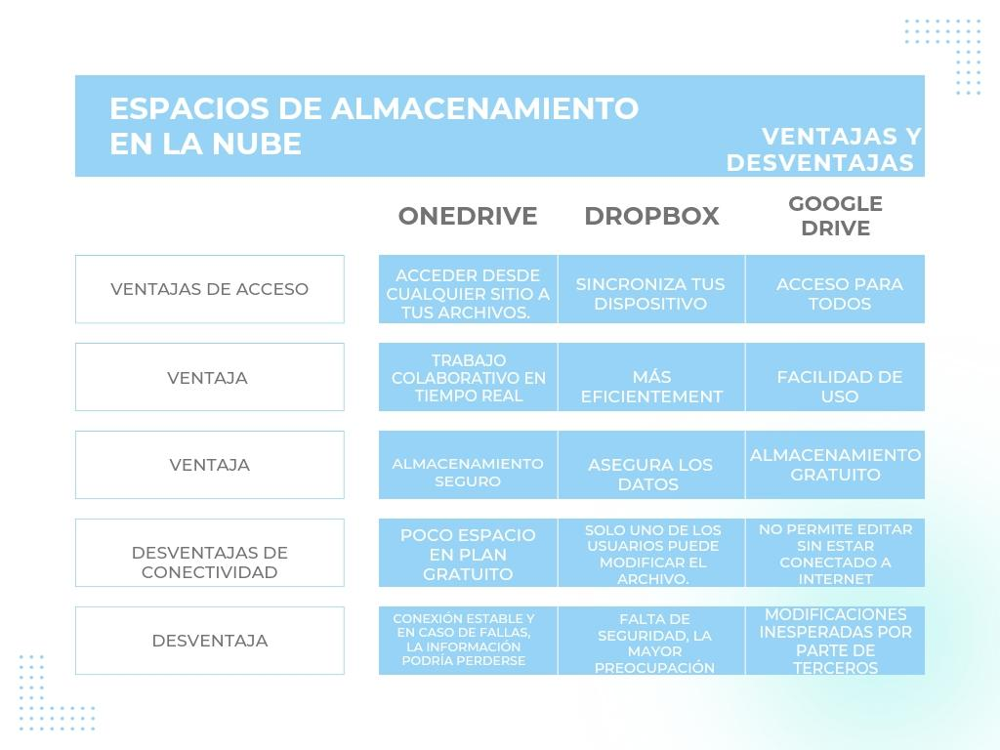 ESPACIOS DE ALMACENAMIENTO
EN LA NUBE
VENTAJAS Y
DESVENTAJAS
ONEDRIVE
DROPBOX
GOOGLE
DRIVE
VENTAJAS DE ACCESO
ACCEDER DESDE
CUALQUIER SITIO A
TUS ARCHIVOS.
SINCRONIZA TUS
DISPOSITIVO
ACCESO PARA
TODOS
VENTAJA
TRABAJO
COLABORATIVO EN
TIEMPO REAL
MÁS
EFICIENTEMENT
FACILIDAD DE
USO
VENTAJA
ALMACENAMIENTO
SEGURO
ASEGURA LOS
DATOS
ALMACENAMIENTO
GRATUITO
DESVENTAJAS DE
CONECTIVIDAD
POCO ESPACIO
EN PLAN
GRATUITO
SOLO UNO DE LOS
USUARIOS PUEDE
MODIFICAR EL
ARCHIVO.
NO PERMITE EDITAR
SIN ESTAR
CONECTADO A
INTERNET
DESVENTAJA
CONEXIÓN ESTABLE Y
EN CASO DE FALLAS,
LA INFORMACIÓN
PODRÍA PERDERSE
FALTA DE
SEGURIDAD, LA
MAYOR
PREOCUPACIÓN
MODIFICACIONES
INESPERADAS POR
PARTE DE
TERCEROS